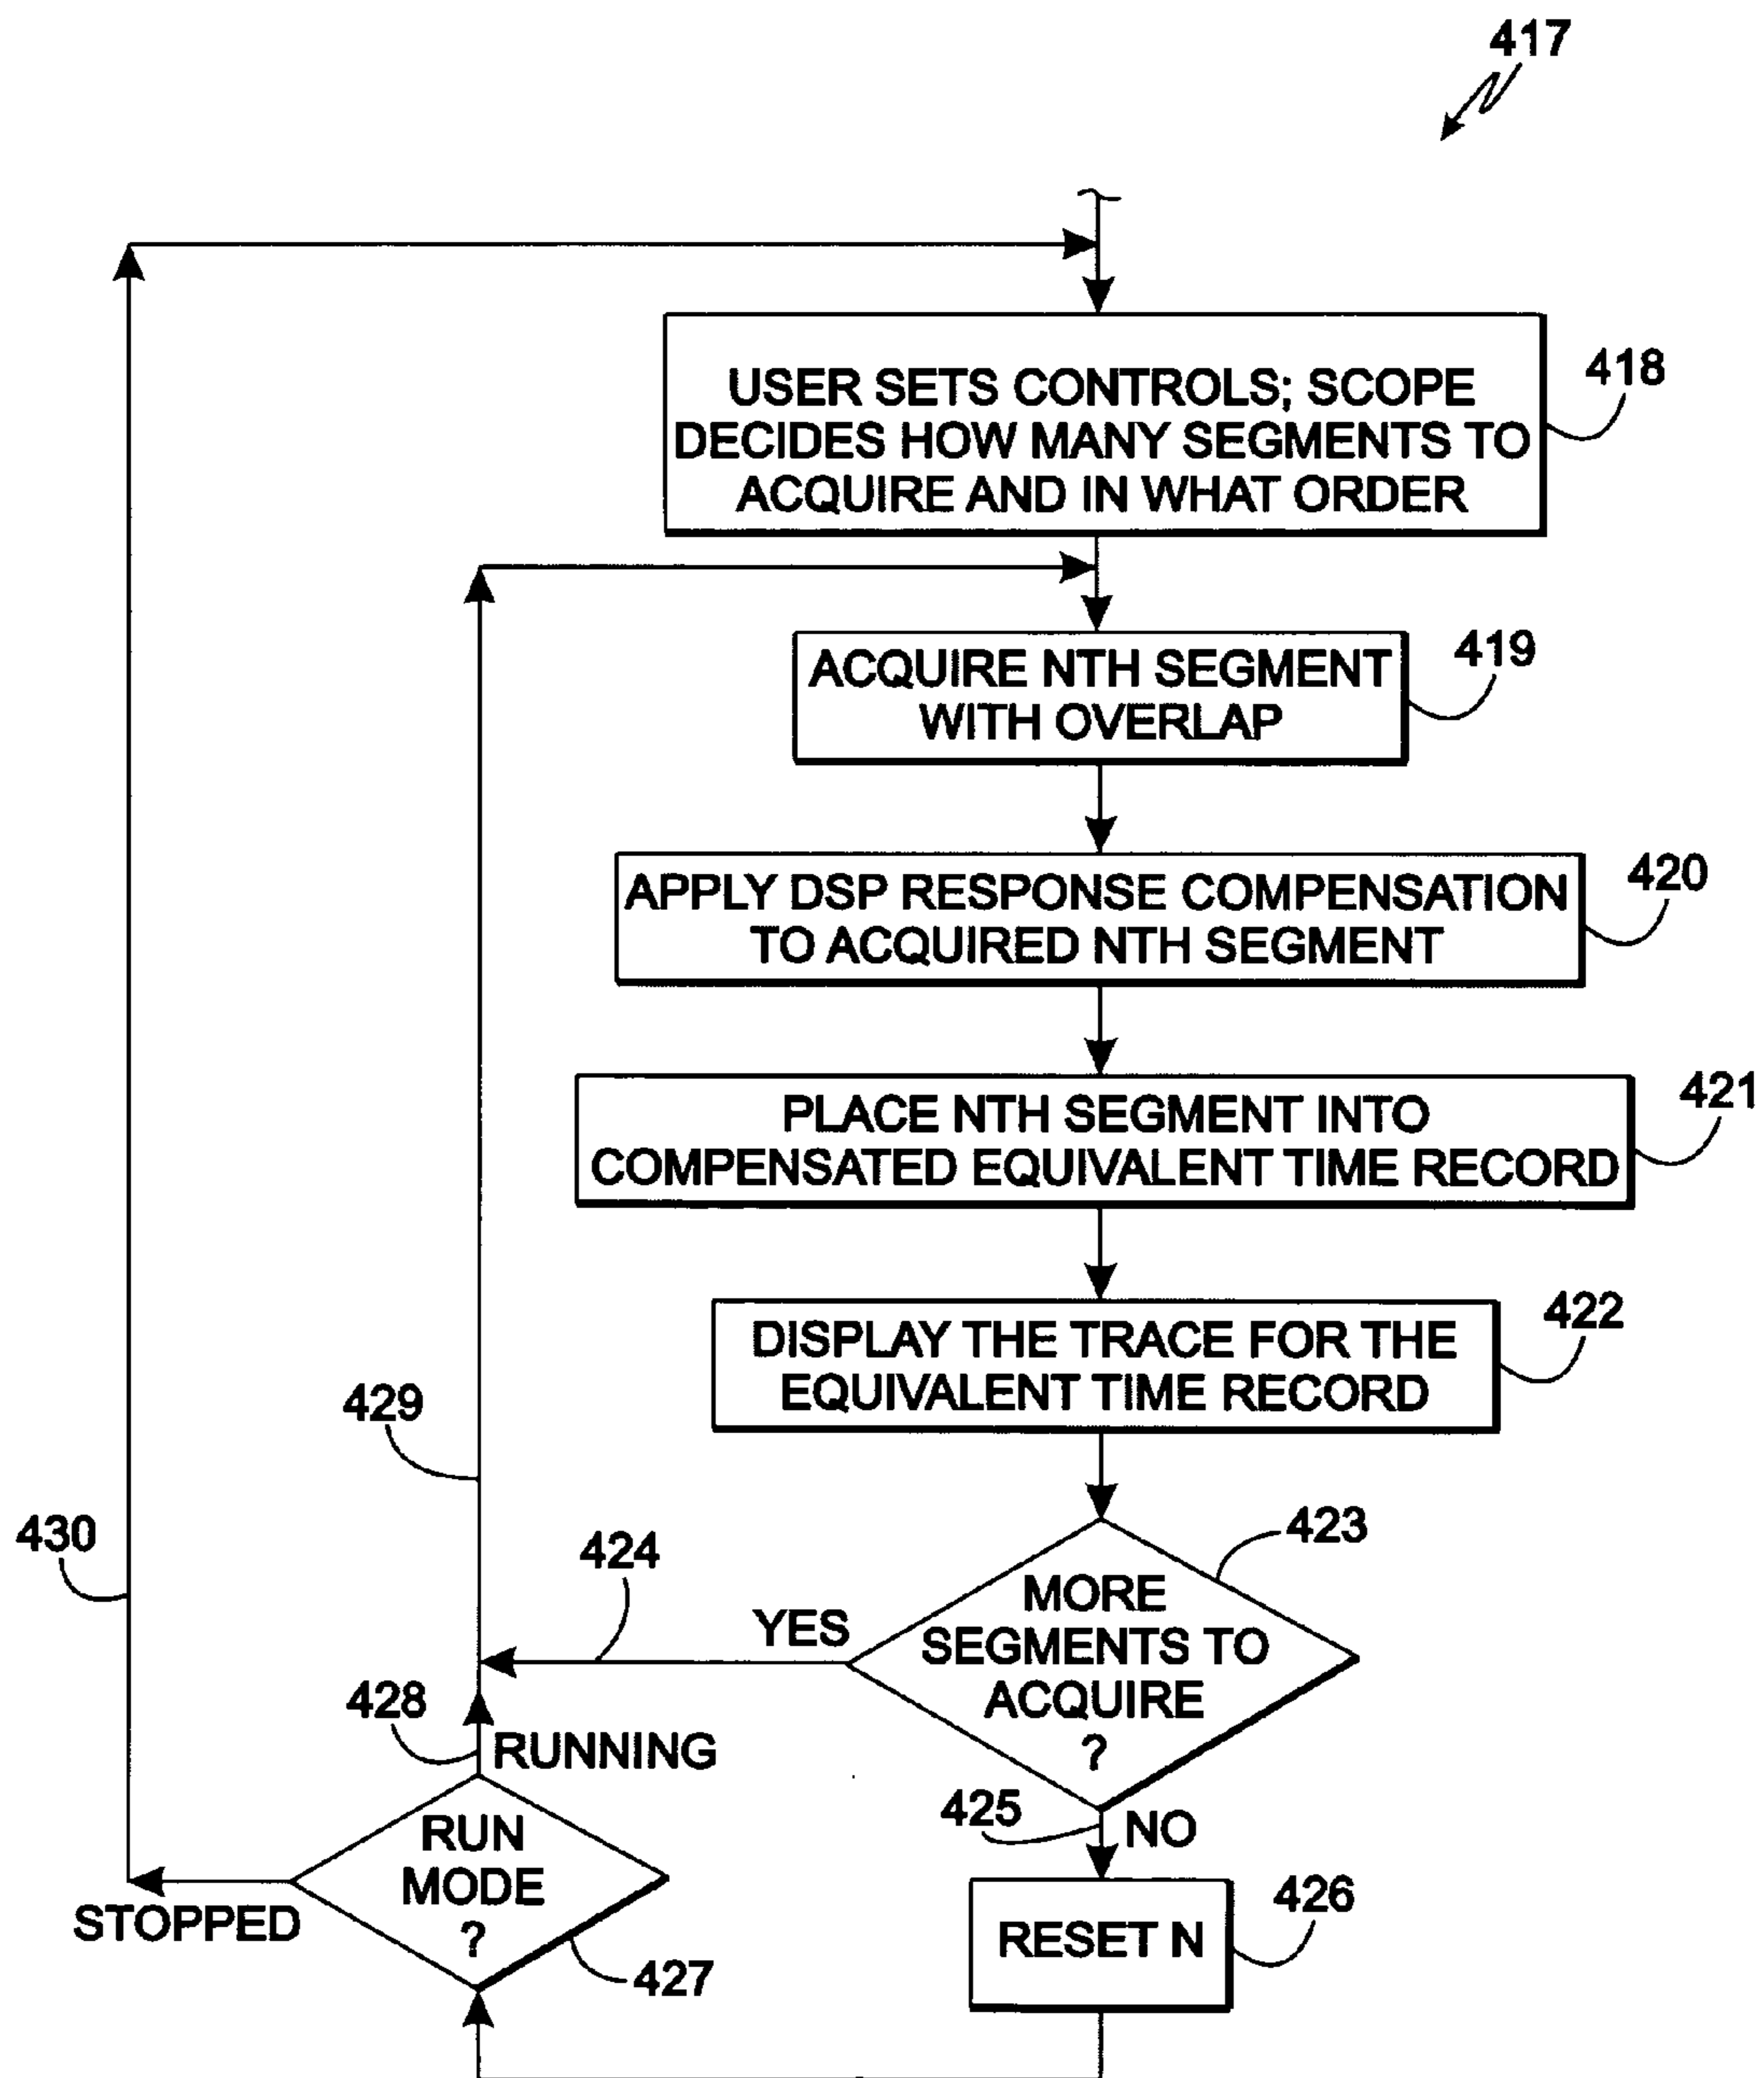 417
USER SETS CONTROLS; SCOPE
DECIDES HOW MANY SEGMENTS TO
ACQUIRE AND IN WHAT ORDER
418
ACQUIRE NTH SEGMENT
WITH OVERLAP
419
APPLY DSP RESPONSE COMPENSATION
TO ACQUIRED NTH SEGMENT
420
PLACE NTH SEGMENT INTO
COMPENSATED EQUIVALENT TIME RECORD
421
DISPLAY THE TRACE FOR THE
EQUIVALENT TIME RECORD
422
429
430
424
423
YES
MORE
SEGMENTS TO
ACQUIRE
?
428
RUNNING
425
NO
RUN
MODE
?
STOPPED
427
RESET N
426